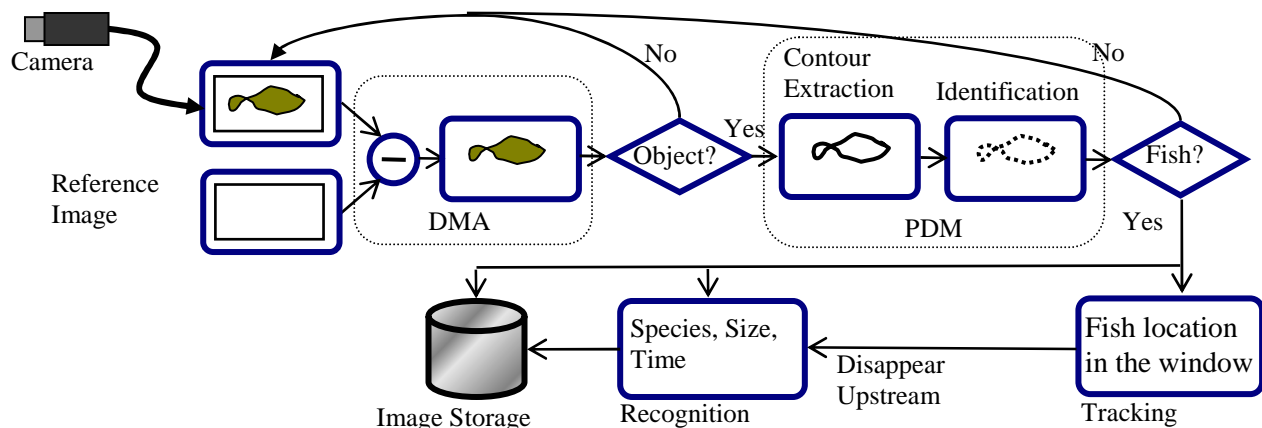 Camera
Reference
Image
DMA
No
Object?
Yes
Contour
Extraction
Identification
PDM
No
Fish?
Yes
Image Storage
Species, Size,
Time
Recognition
Disappear
Upstream
Fish location
in the window
Tracking